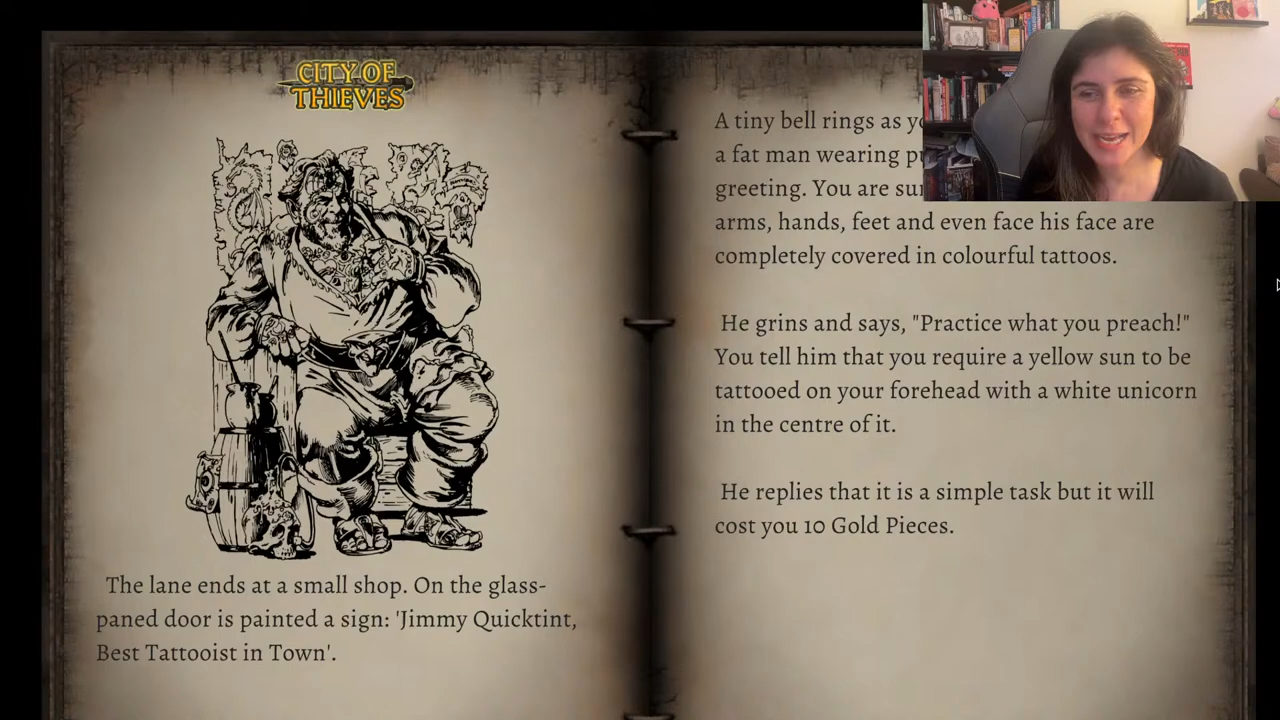 CITY OF
THIEVES
The lane ends at a small shop. On the glass-
paned door is painted a sign: 'Jimmy Quicktint,
Best Tattooist in Town'.
A tiny bell rings as
a fat man wearing
greeting. You are
arms, hands, feet and even face his face are
completely covered in colourful tattoos.
He grins and says, "Practice what you preach!"
You tell him that you require a yellow sun to be
tattooed on your forehead with a white unicorn
in the centre of it.
He replies that it is a simple task but it will
cost you 10 Gold Pieces.